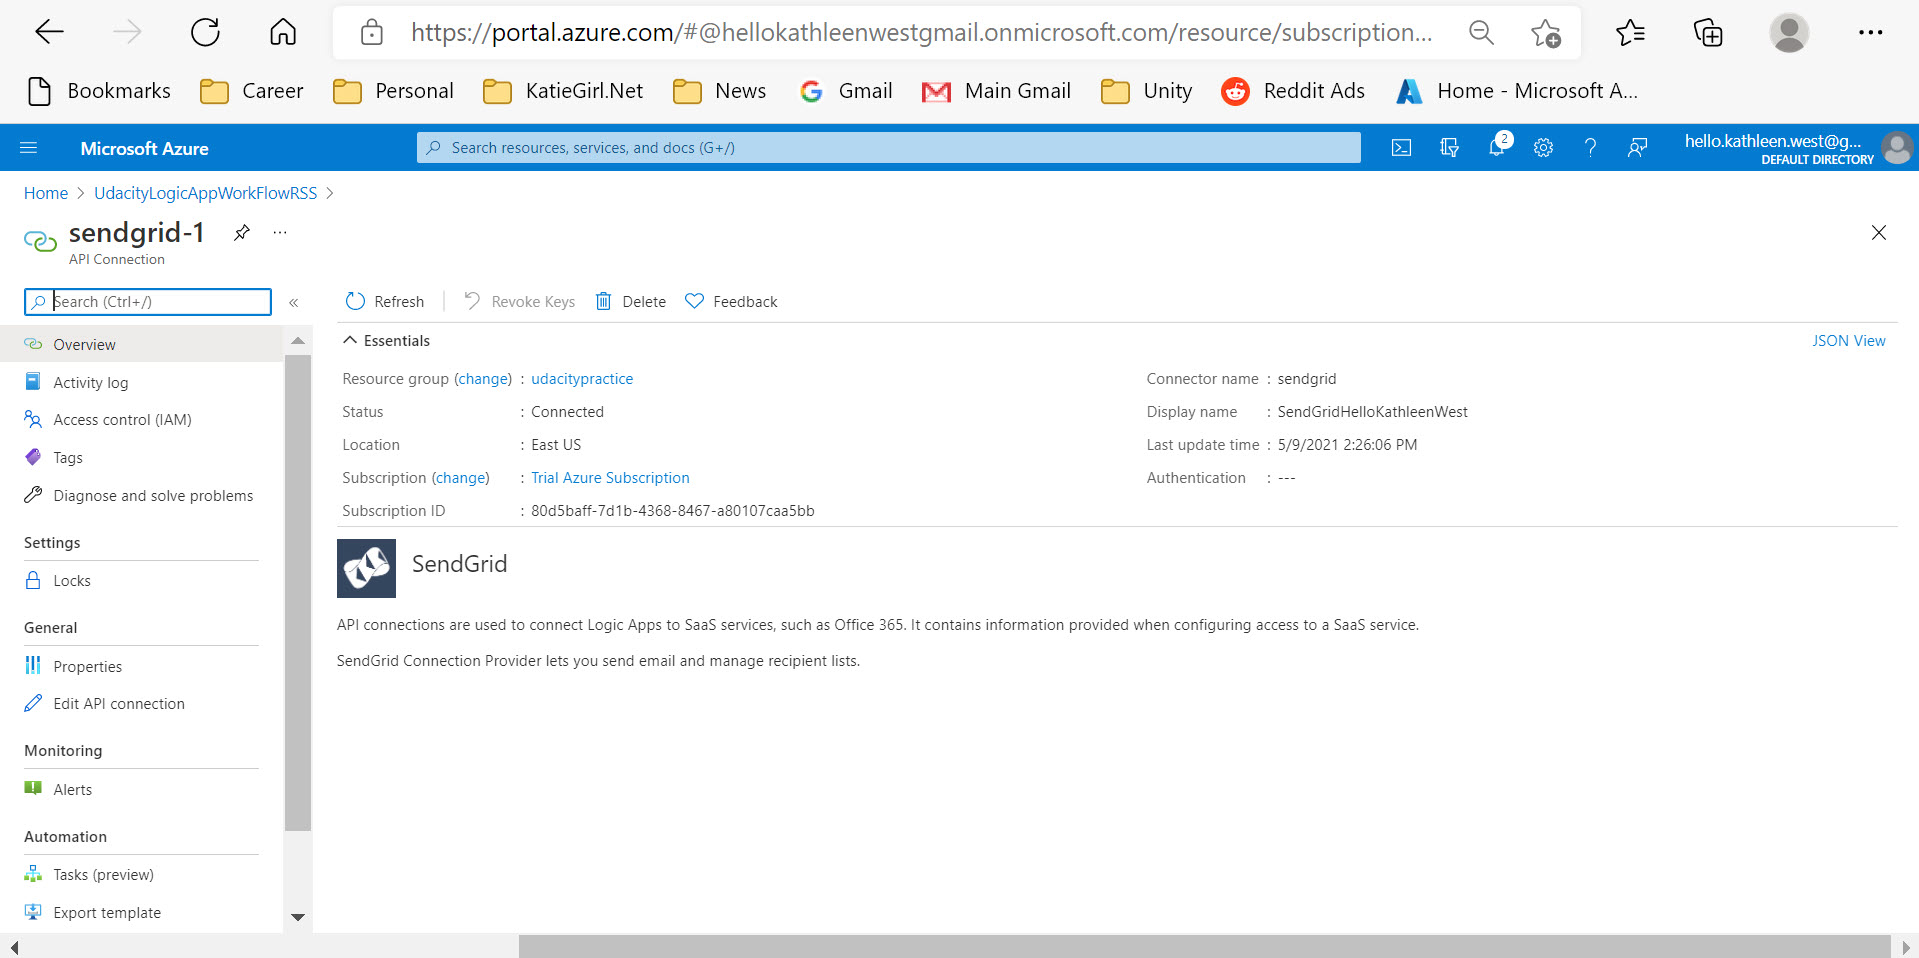 https://portal.azure.com/#@hellokathleenwestgmail.onmicrosoft.com/resource/subscription...
Bookmarks Career Personal KatieGirl.Net News Gmail Main Gmail Unity Reddit Ads Home - Microsoft A...
Microsoft Azure Search resources, services, and docs (G+/) 2 hello.kathleen.west@g...
DEFAULT DIRECTORY
Home > UdacityLogicAppWorkFlowRSS >
sendgrid-1 ...
API Connection
Search (Ctrl+/) «
Refresh Revoke Keys Delete Feedback
Overview
Activity log
Access control (IAM)
Tags
Diagnose and solve problems
Settings
Locks
General
Properties
Edit API connection
Monitoring
Alerts
Automation
Tasks (preview)
Export template
Essentials JSON View
Resource group (change) : udacitypractice
Status : Connected
Location : East US
Subscription (change) : Trial Azure Subscription
Subscription ID : 80d5baff-7d1b-4368-8467-a80107caa5bb
Connector name : sendgrid
Display name : SendGridHelloKathleenWest
Last update time : 5/9/2021 2:26:06 PM
Authentication : ---
SendGrid
API connections are used to connect Logic Apps to SaaS services, such as Office 365. It contains information provided when configuring access to a SaaS service.
SendGrid Connection Provider lets you send email and manage recipient lists.